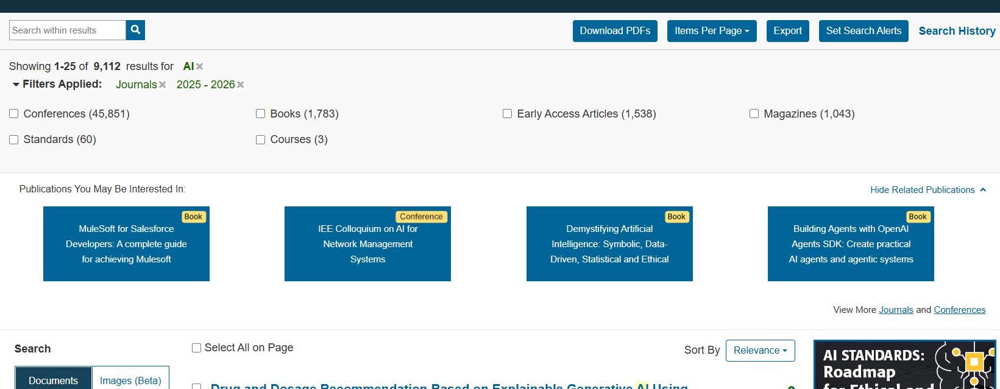 Search within results
Download PDFs
Items Per Page
Export
Set Search Alerts
Search History
Showing 1-25 of 9,112 results for AI
Filters Applied: Journals 2025 - 2026
Conferences (45,851)
Books (1,783)
Early Access Articles (1,538)
Magazines (1,043)
Standards (60)
Courses (3)
Publications You May Be Interested In:
Hide Related Publications
Book
MuleSoft for Salesforce
Developers: A complete guide
for achieving Mulesoft
Conference
IEE Colloquium on AI for
Network Management
Systems
Book
Demystifying Artificial
Intelligence: Symbolic, Data-
Driven, Statistical and Ethical
Book
Building Agents with OpenAI
Agents SDK: Create practical
AI agents and agentic systems
View More Journals and Conferences
Search
Select All on Page
Sort By
Relevance
Documents
Images (Beta)
Drug and Dosage Recommendation Based on Explainable Generative AI Using
AI STANDARDS:
Roadmap
for Ethical and